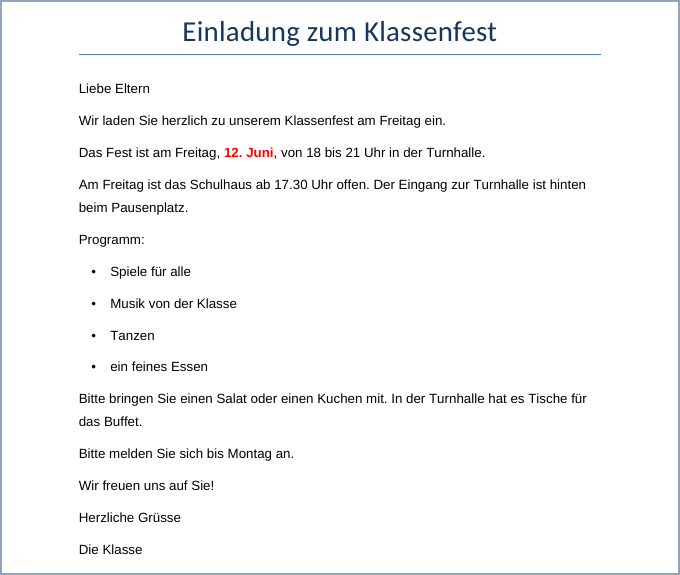 Einladung zum Klassenfest
Liebe Eltern
Wir laden Sie herzlich zu unserem Klassenfest am Freitag ein.
Das Fest ist am Freitag, 12. Juni, von 18 bis 21 Uhr in der Turnhalle.
Am Freitag ist das Schulhaus ab 17.30 Uhr offen. Der Eingang zur Turnhalle ist hinten
beim Pausenplatz.
Programm:
• Spiele für alle
• Musik von der Klasse
• Tanzen
• ein feines Essen
Bitte bringen Sie einen Salat oder einen Kuchen mit. In der Turnhalle hat es Tische für
das Buffet.
Bitte melden Sie sich bis Montag an.
Wir freuen uns auf Sie!
Herzliche Grüsse
Die Klasse